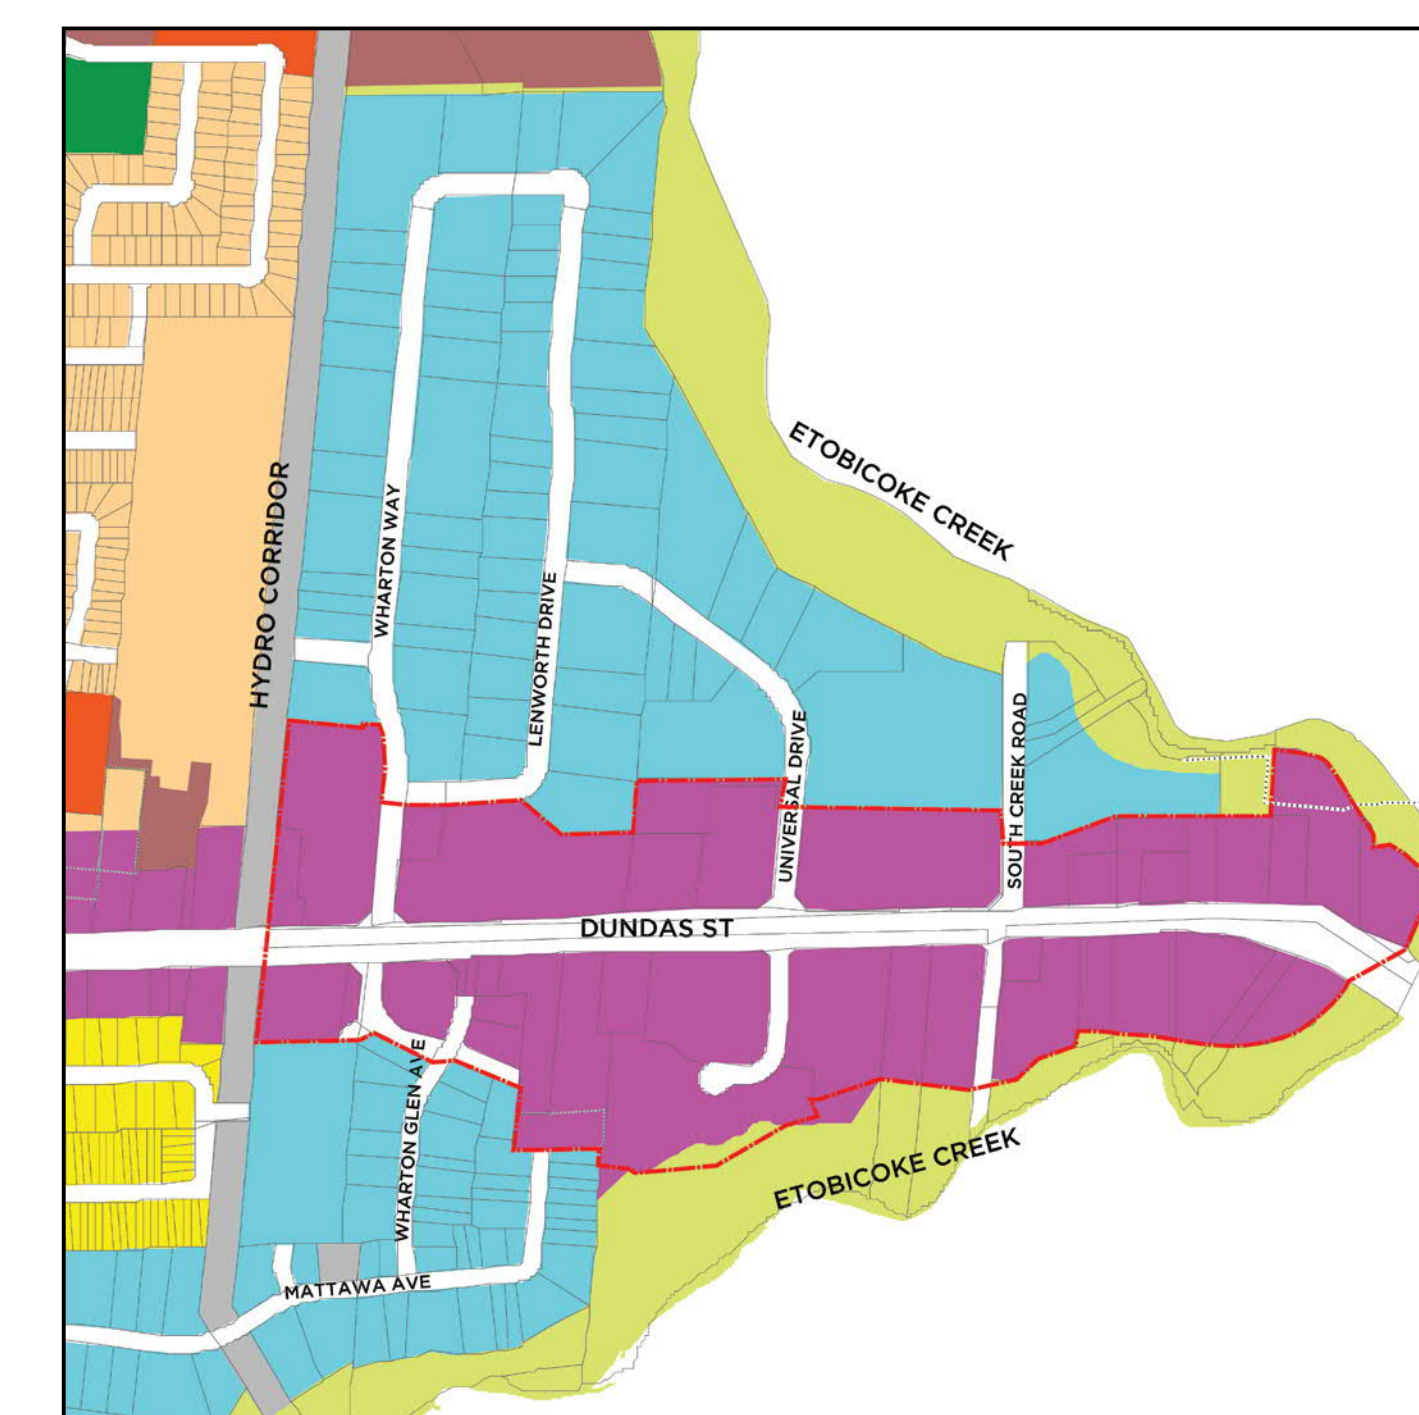 ETOBICOKE CREEK
HYDRO CORRIDOR
WHARTON WAY
LENWORTH DRIVE
UNIVERSAL DRIVE
SOUTH CREEK ROAD
DUNDAS ST
WHARTON GLEN AVE
ETOBICOKE CREEK
MATTAWA AVE